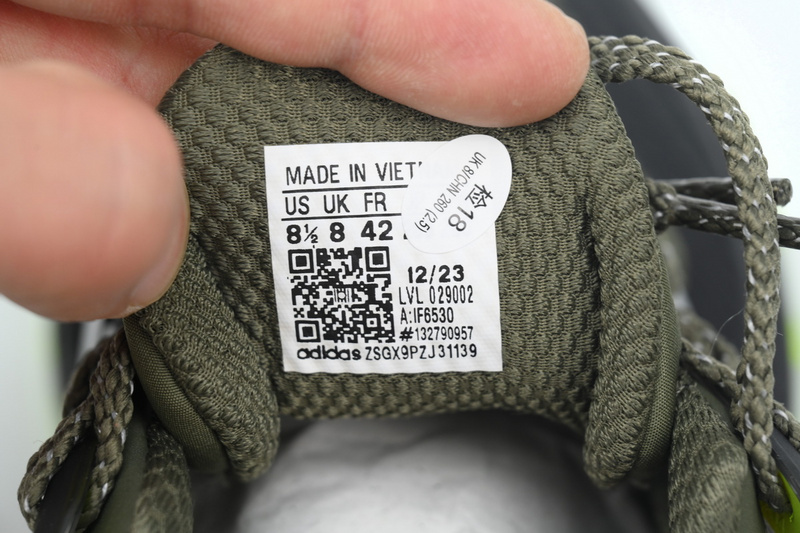 MADE IN VIET
US UK FR
8½ 8 42
12/23
LVL 029002
A:IF6530
#132790957
adidas ZSGX9PZJ31139
UK 8/CHN 260 (2.5)
检18